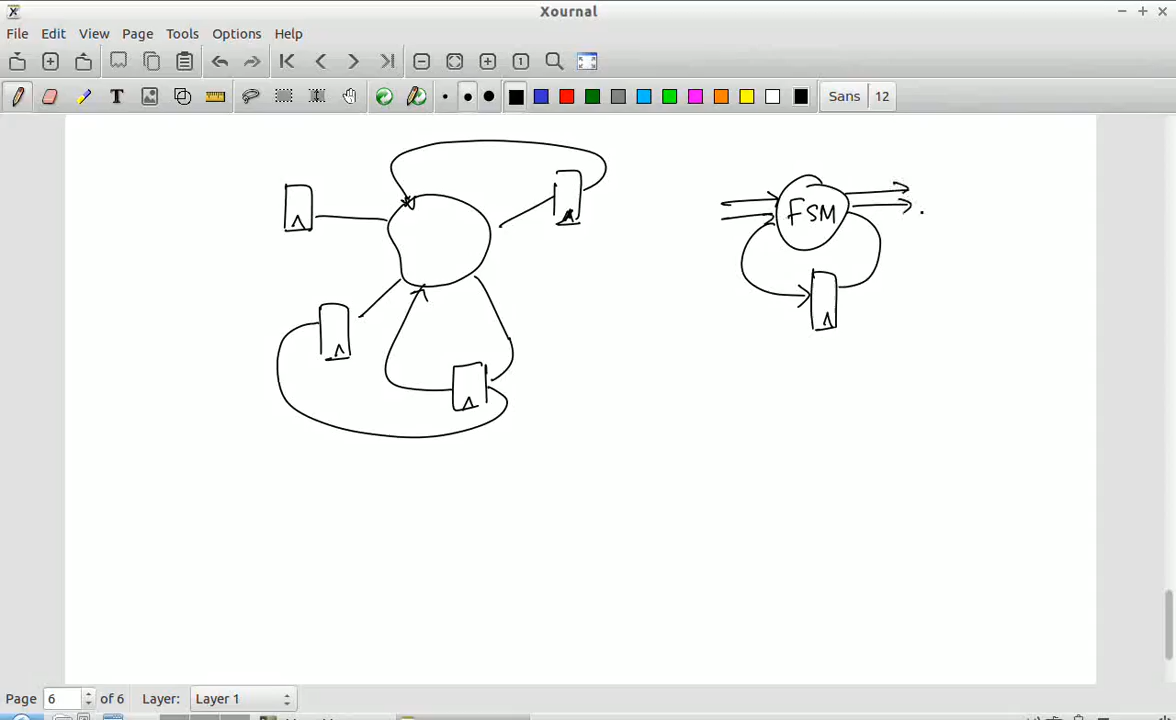 Xournal
File Edit View Page Tools Options Help
Sans 12
FSM
Page 6 of 6 Layer: Layer 1